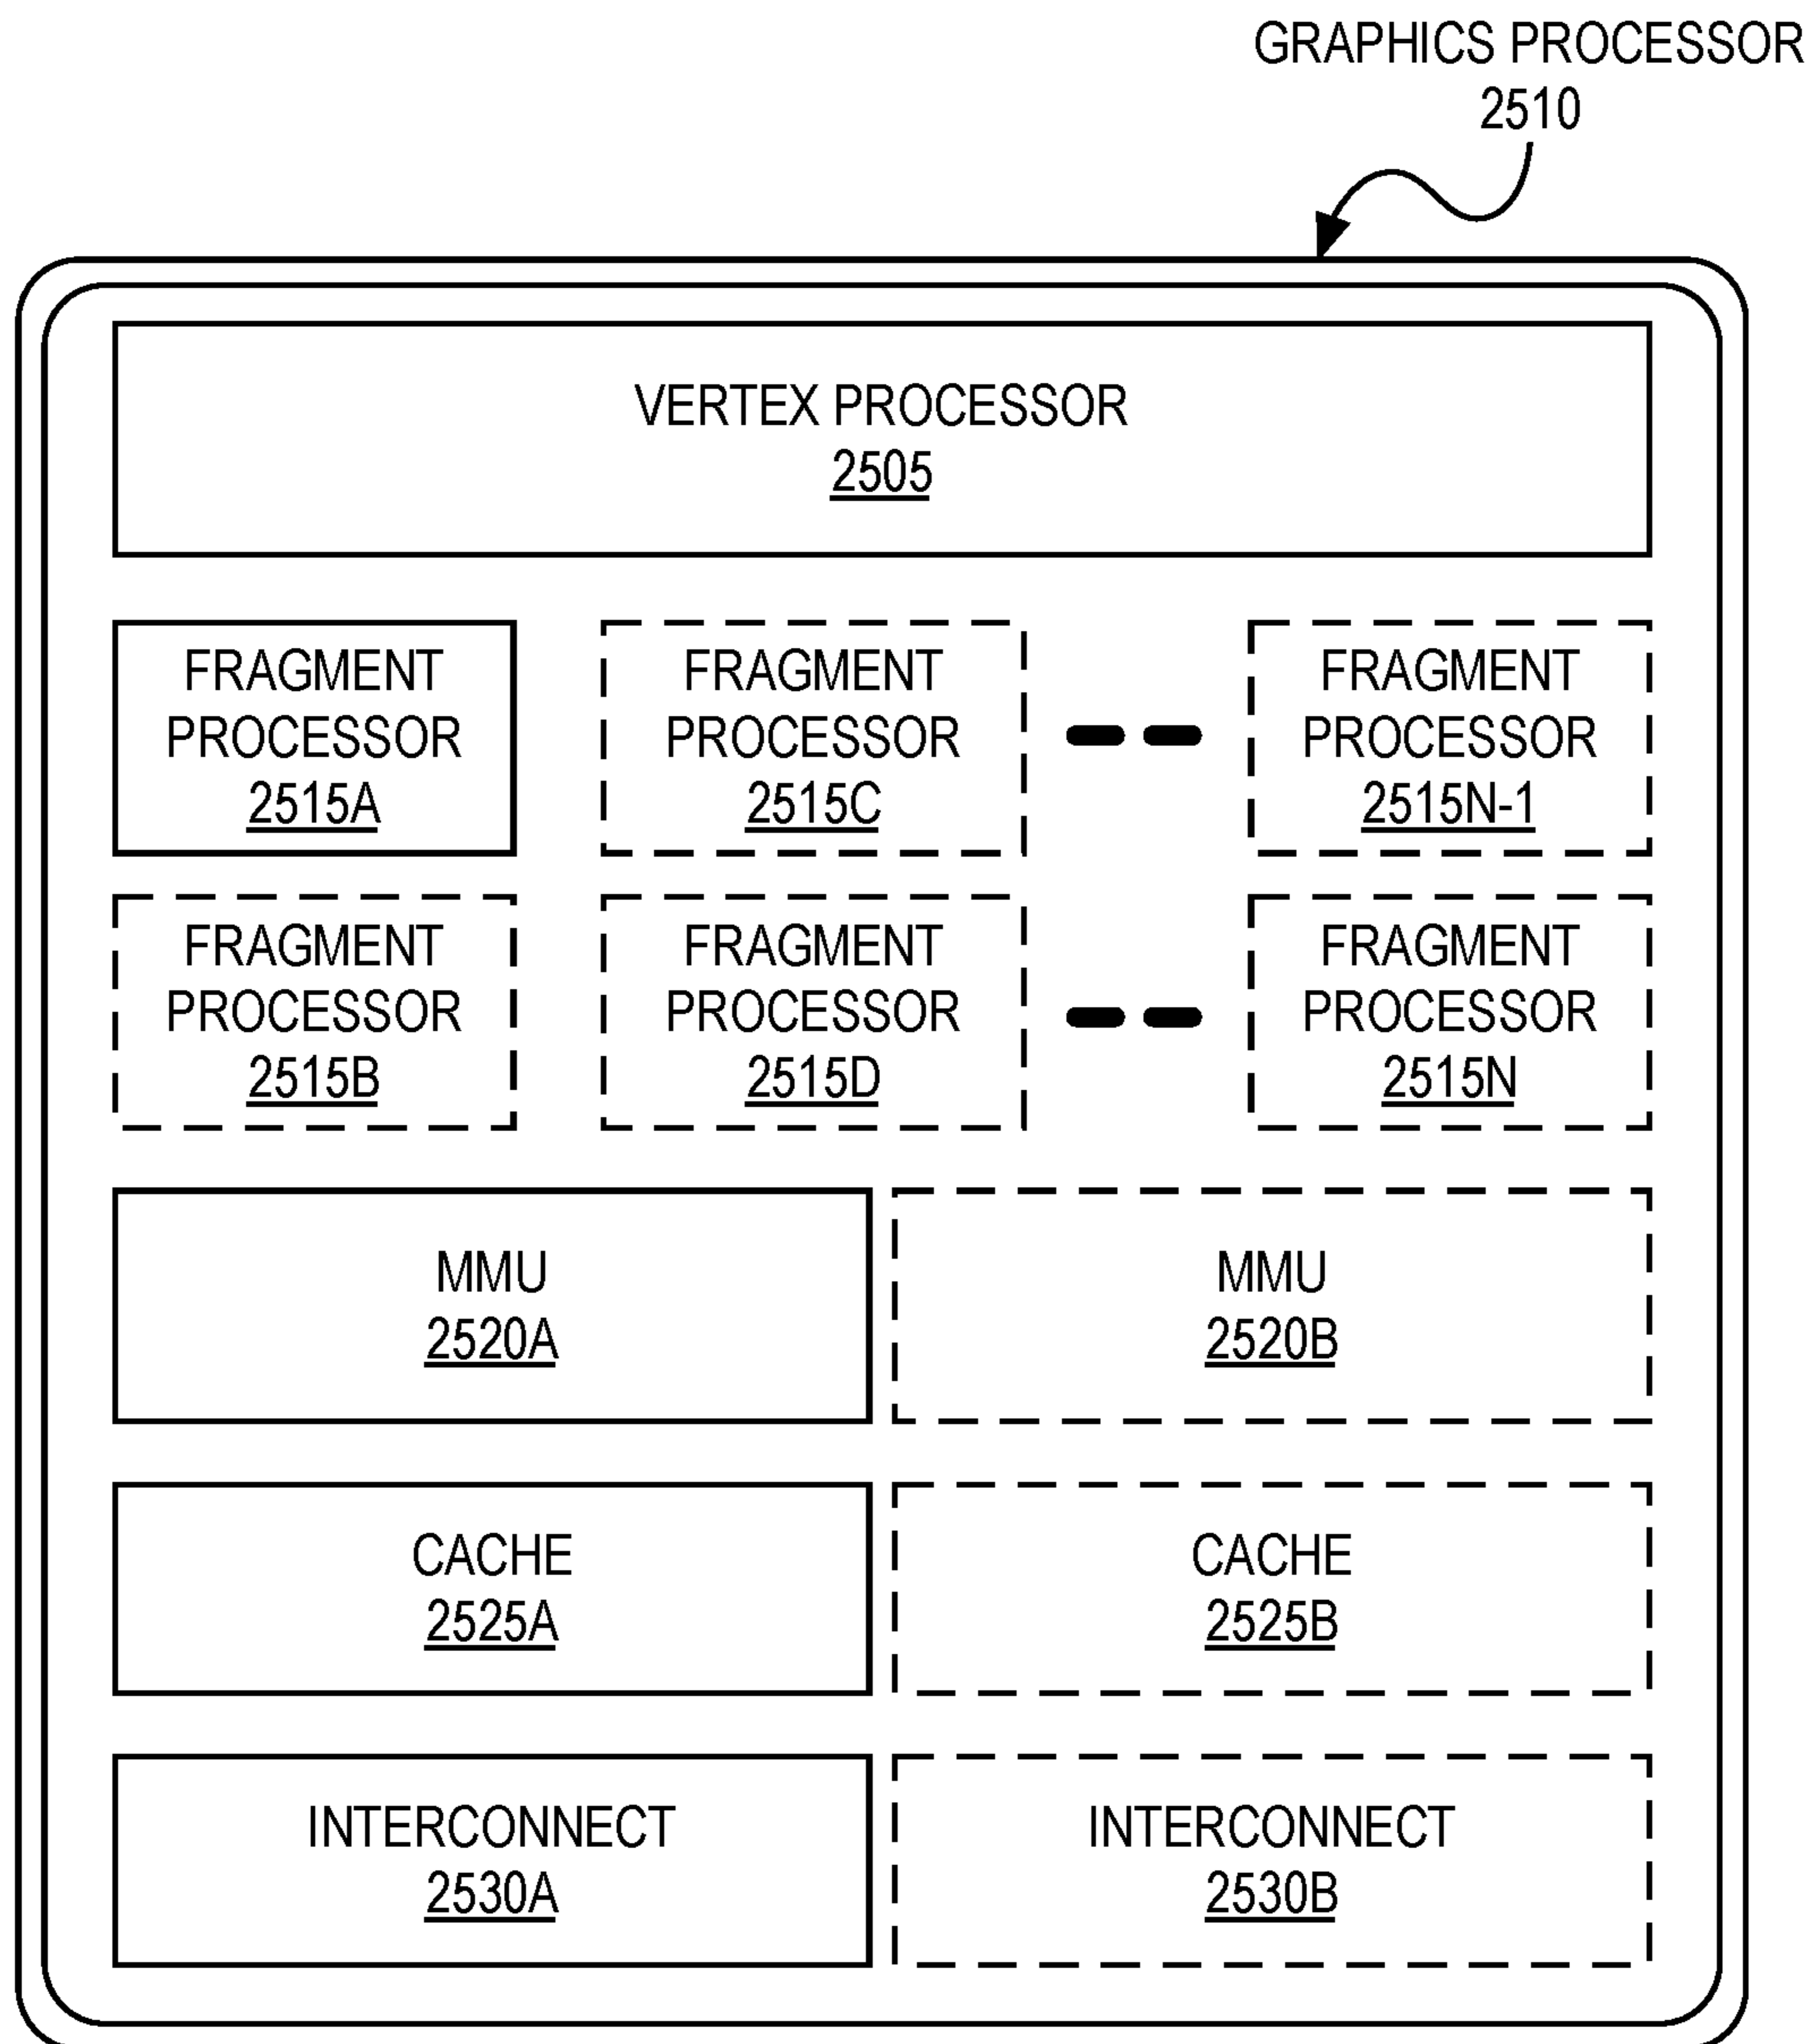 GRAPHICS PROCESSOR
2510
VERTEX PROCESSOR
2505
FRAGMENT
PROCESSOR
2515A
FRAGMENT
PROCESSOR
2515C
FRAGMENT
PROCESSOR
2515N-1
FRAGMENT
PROCESSOR
2515B
FRAGMENT
PROCESSOR
2515D
FRAGMENT
PROCESSOR
2515N
MMU
2520A
MMU
2520B
CACHE
2525A
CACHE
2525B
INTERCONNECT
2530A
INTERCONNECT
2530B